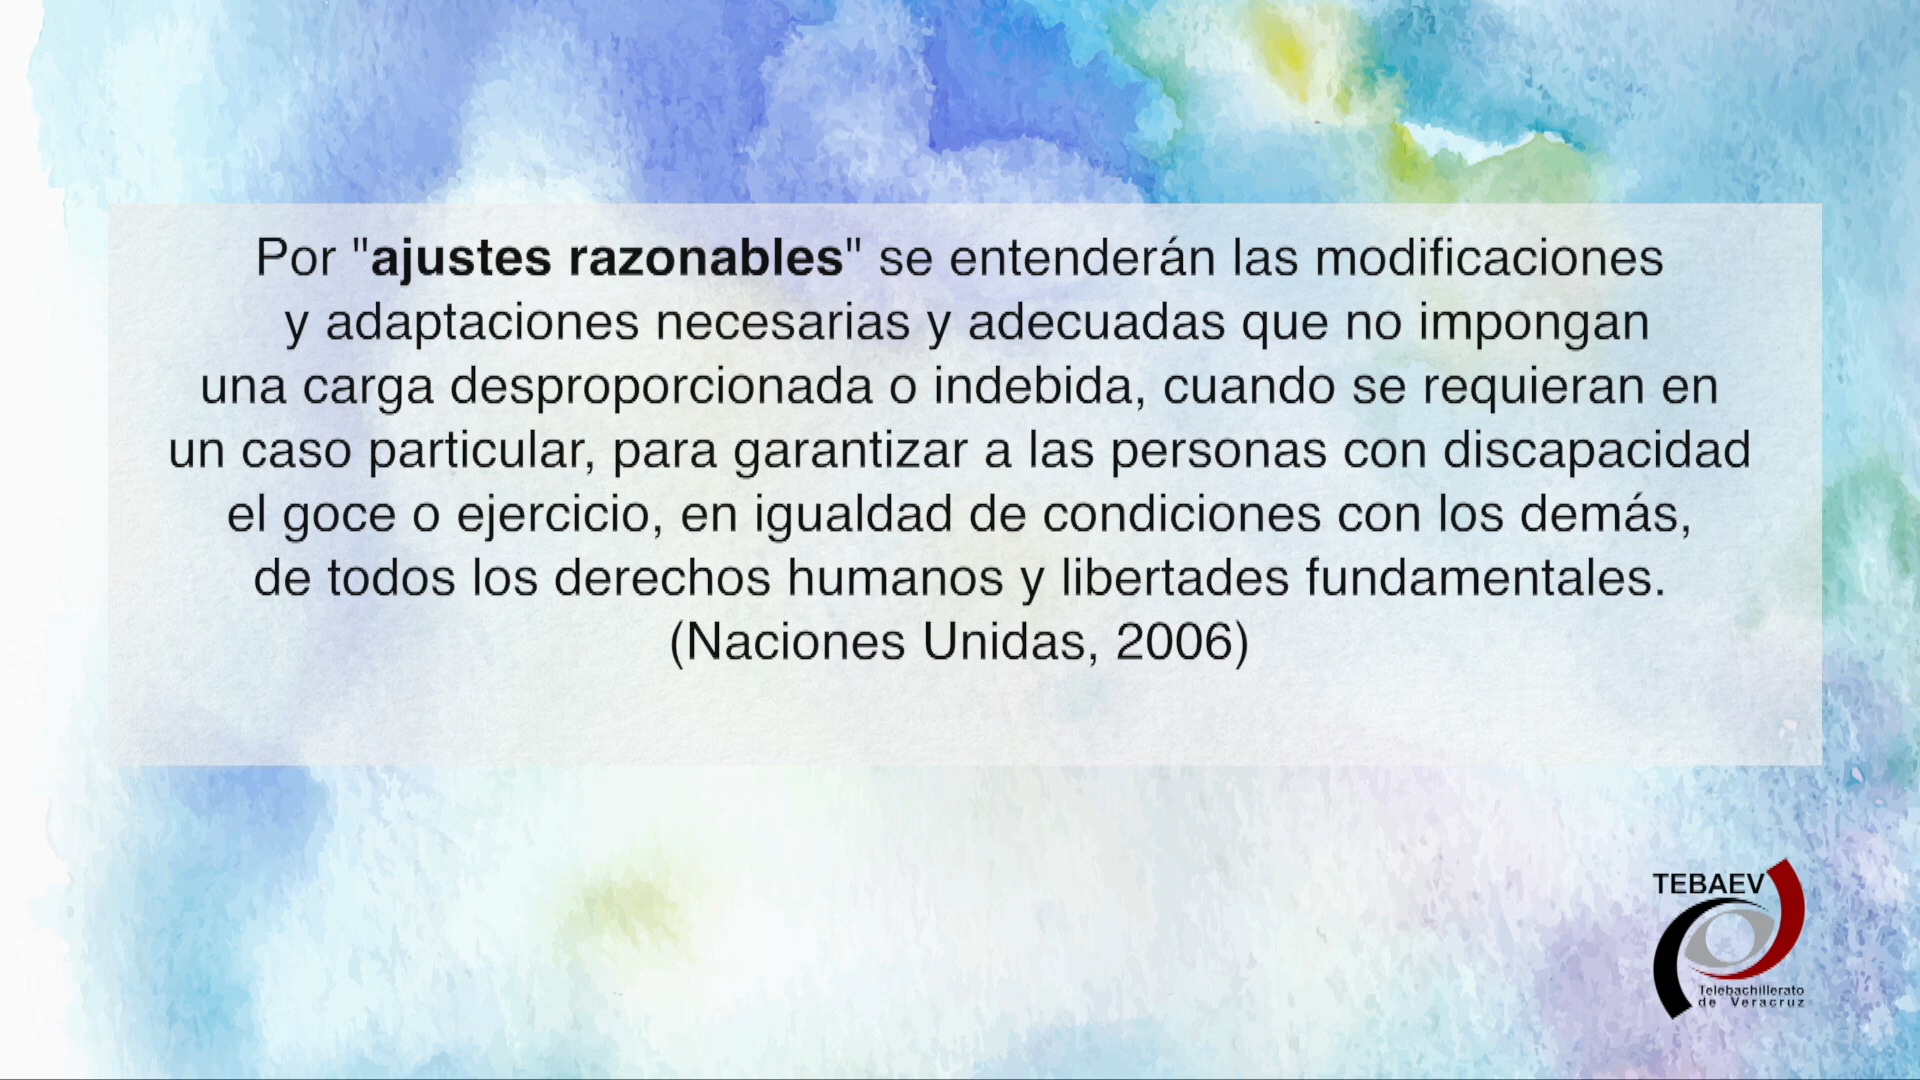 Por "ajustes razonables" se entenderán las modificaciones
y adaptaciones necesarias y adecuadas que no impongan
una carga desproporcionada o indebida, cuando se requieran en
un caso particular, para garantizar a las personas con discapacidad
el goce o ejercicio, en igualdad de condiciones con los demás,
de todos los derechos humanos y libertades fundamentales.
(Naciones Unidas, 2006)
TEBAEV
Telebachillerato
de Veracruz